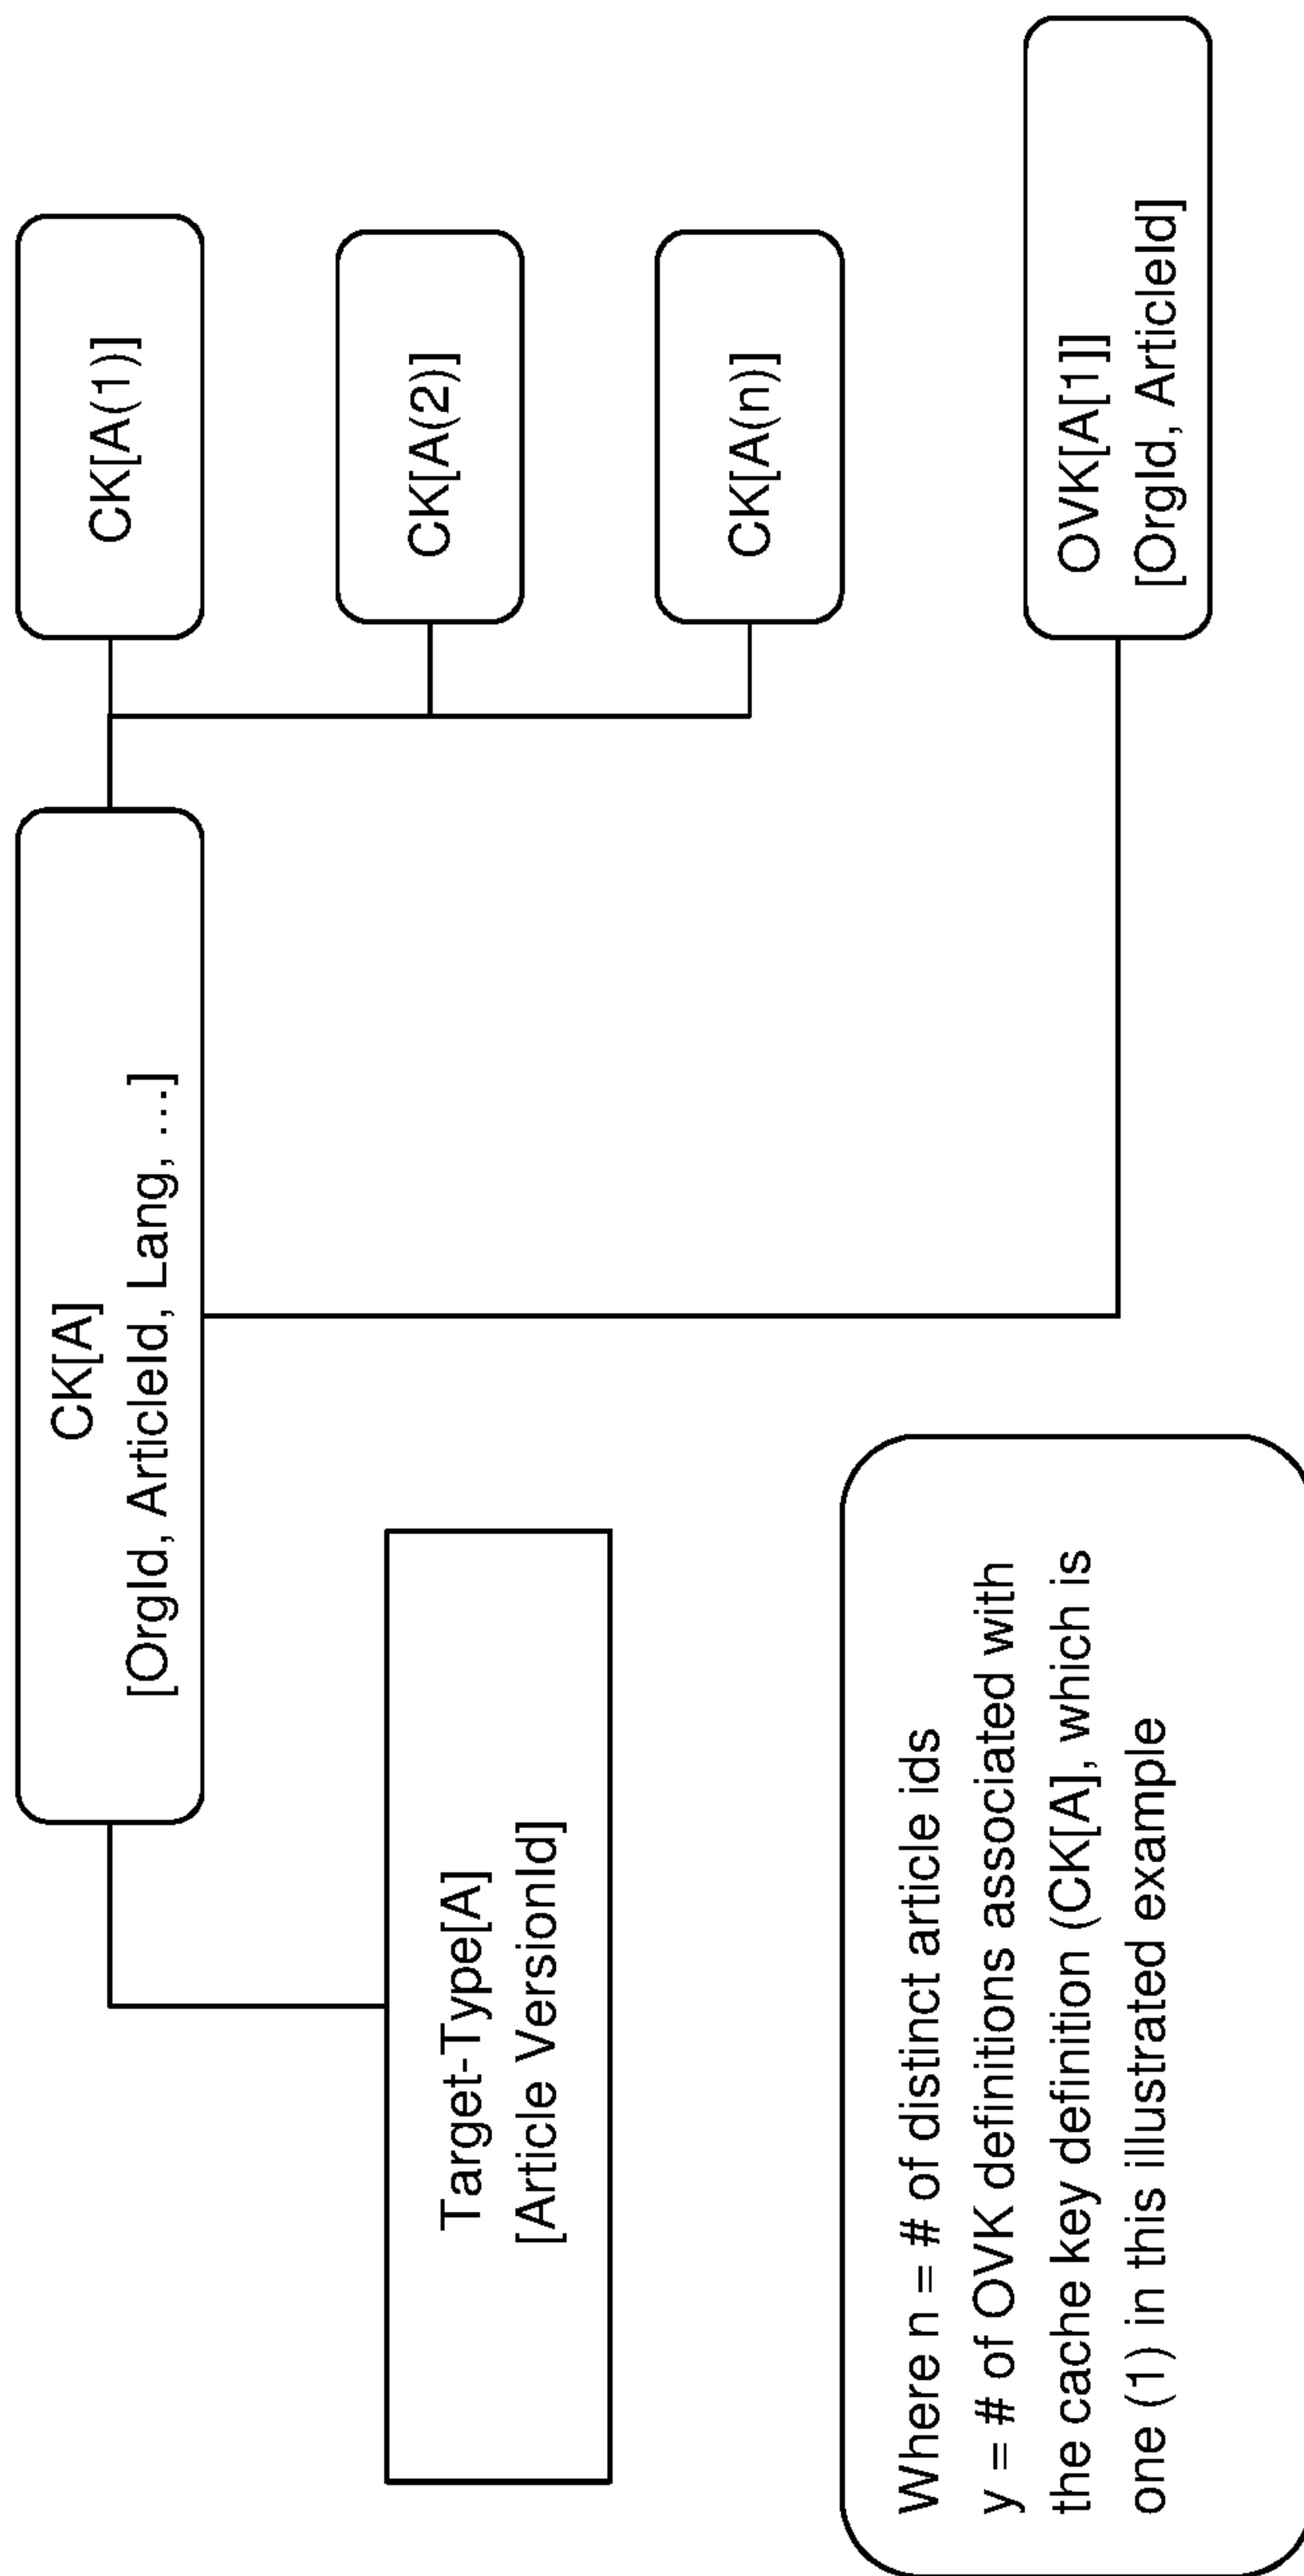 CK[A]
[OrgId, ArticleId, Lang, ...]
CK[A(1)]
CK[A(2)]
CK[A(n)]
Target-Type[A]
[Article VersionId]
OVK[A[1]]
[OrgId, ArticleId]
Where n = # of distinct article ids
y = # of OVK definitions associated with
the cache key definition (CK[A], which is
one (1) in this illustrated example